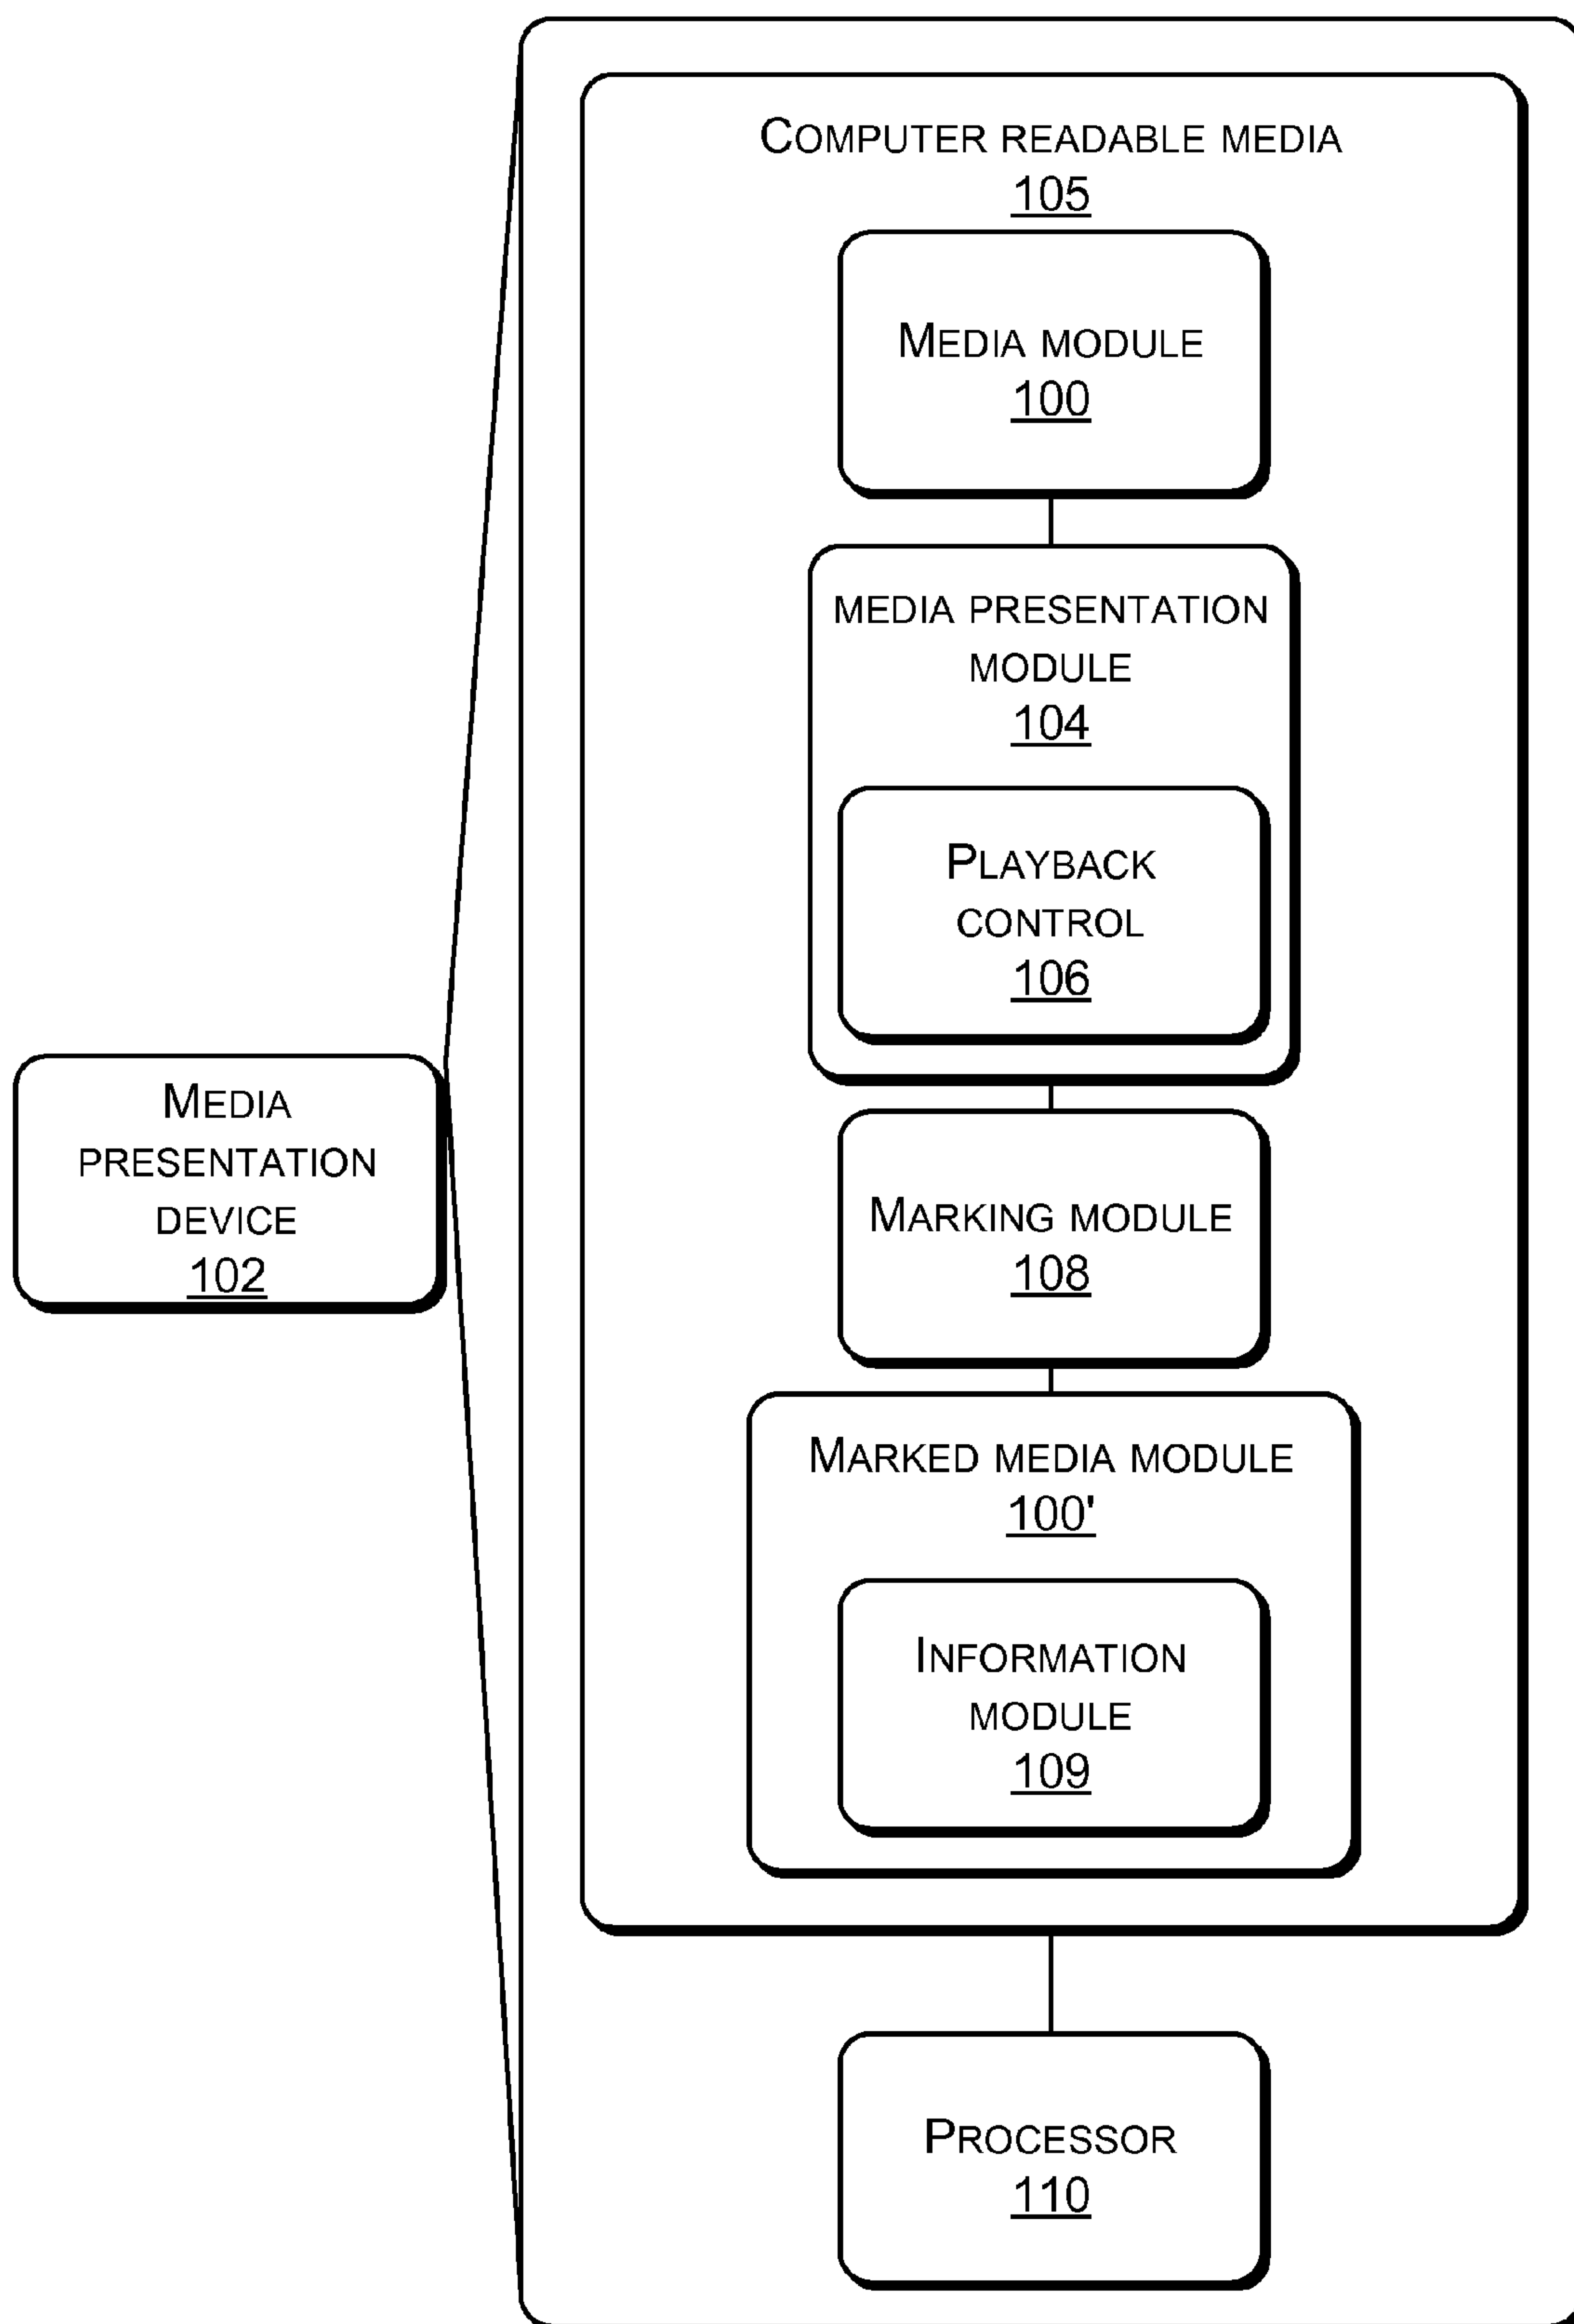 COMPUTER READABLE MEDIA
105
MEDIA MODULE
100
MEDIA PRESENTATION
MODULE
104
PLAYBACK
CONTROL
106
MEDIA
PRESENTATION
DEVICE
102
MARKING MODULE
108
MARKED MEDIA MODULE
100'
INFORMATION
MODULE
109
PROCESSOR
110